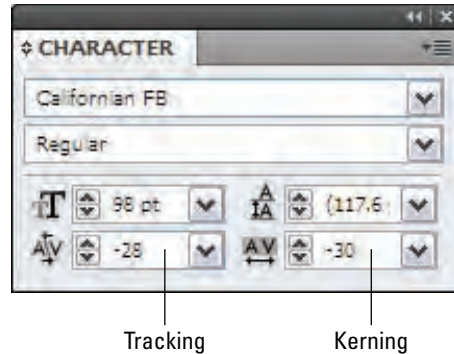 CHARACTER
Californian FB
Regular
98 pt (117.6
-28 -30
Tracking Kerning